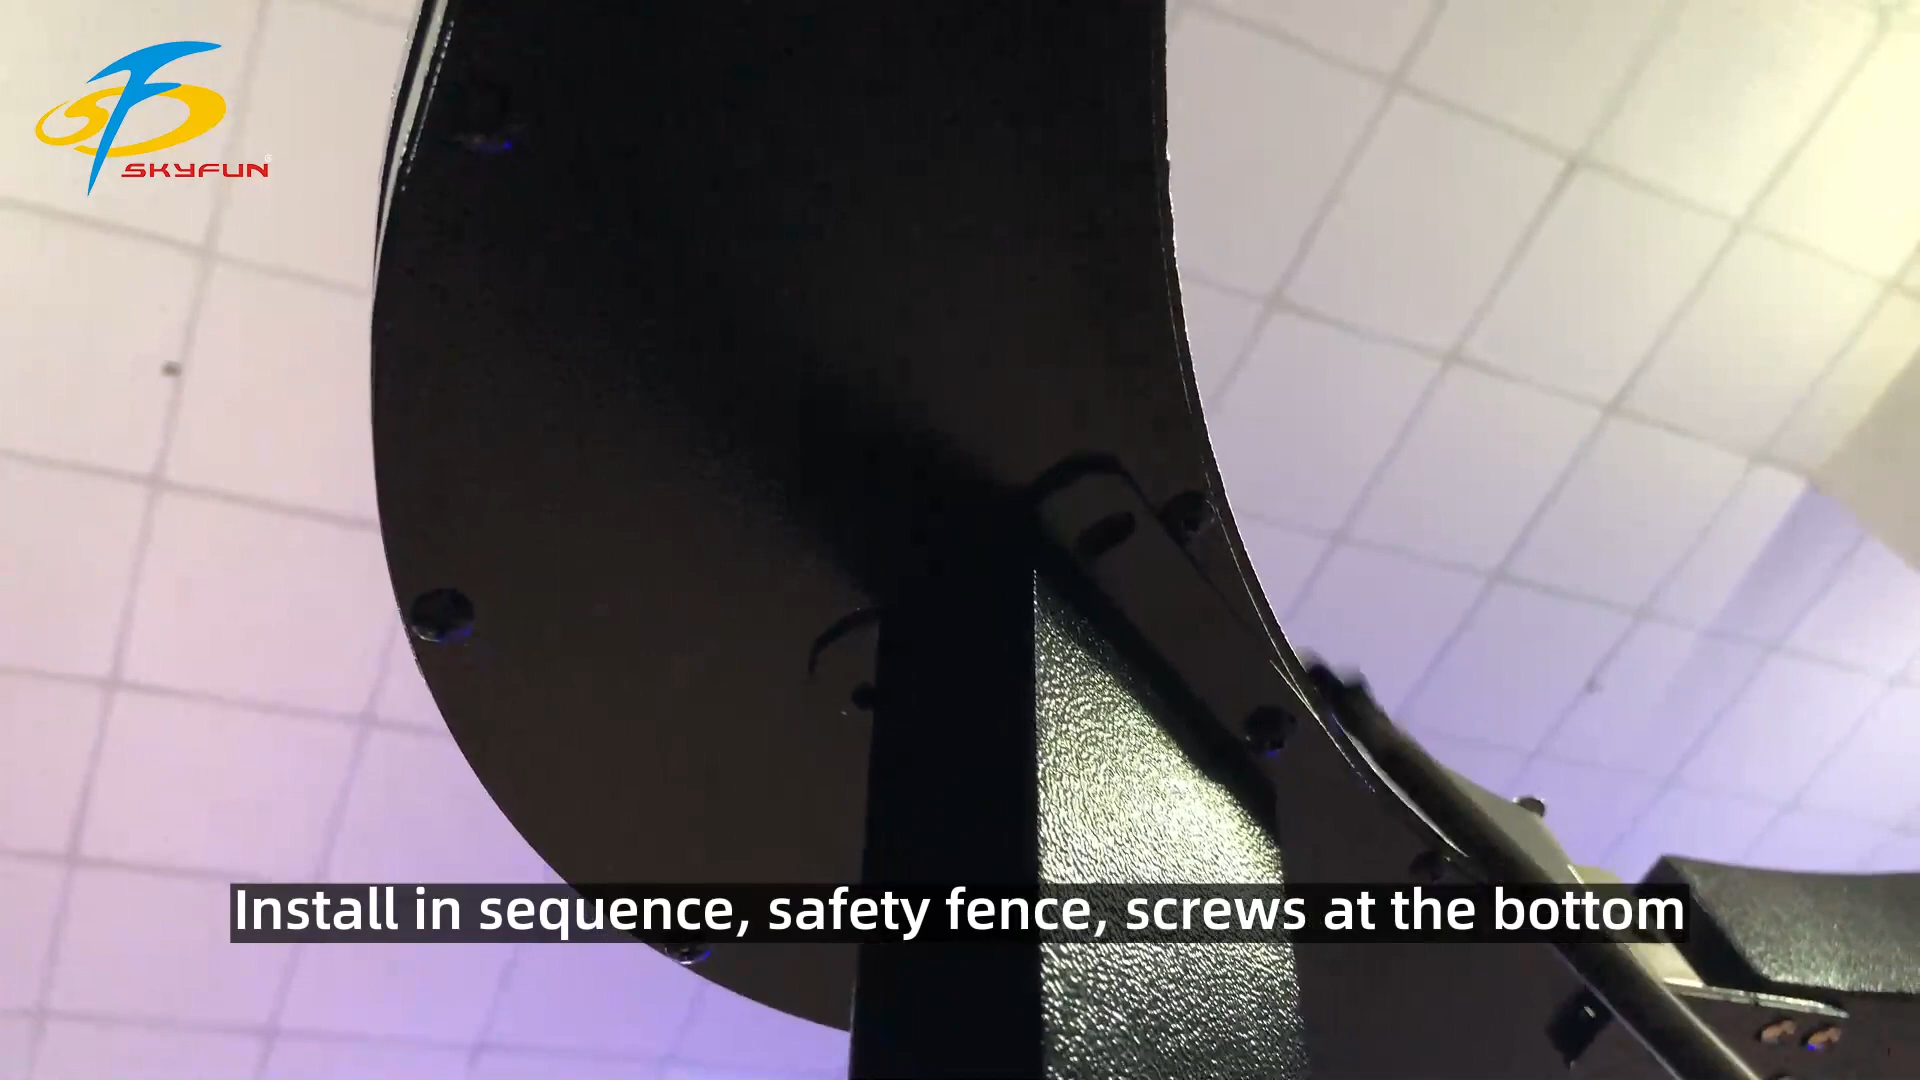 SKYFUN
Install in sequence, safety fence, screws at the bottom